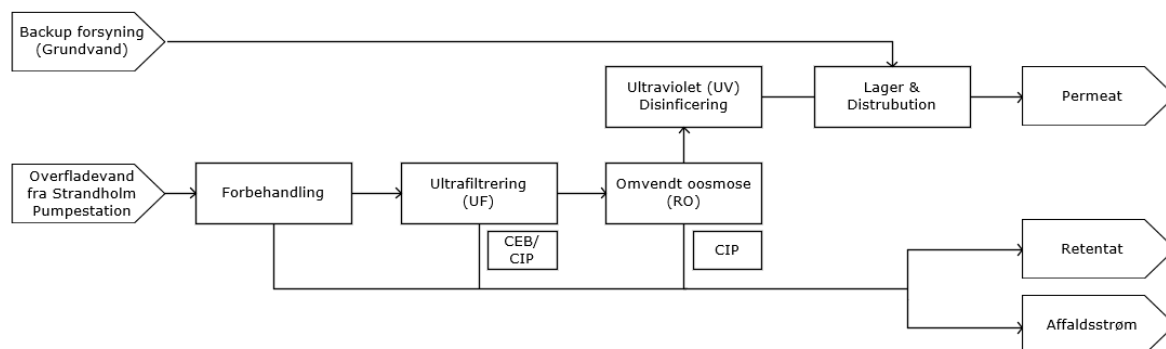 Backup forsyning
(Grundvand)
Ultraviolet (UV)
Disinficering
Lager &
Distrubution
Permeat
Overfladevand
fra Strandholm
Pumpestation
Forbehandling
Ultrafiltrering
(UF)
Omvendt oosmose
(RO)
CEB/
CIP
CIP
Retentat
Affaldsstrøm